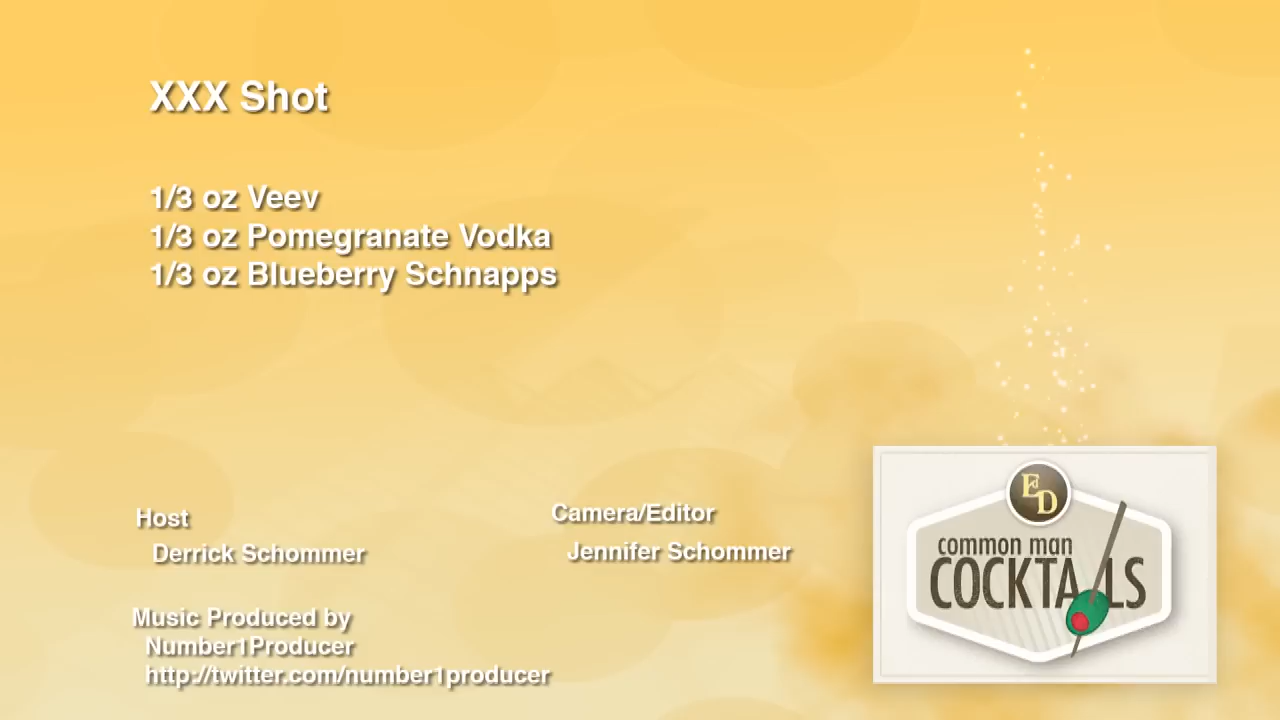 XXX Shot
1/3 oz Veev
1/3 oz Pomegranate Vodka
1/3 oz Blueberry Schnapps
Host
Derrick Schommer
Camera/Editor
Jennifer Schommer
Music Produced by
Number1Producer
http://twitter.com/number1producer
ED
common man
COCKTAILS